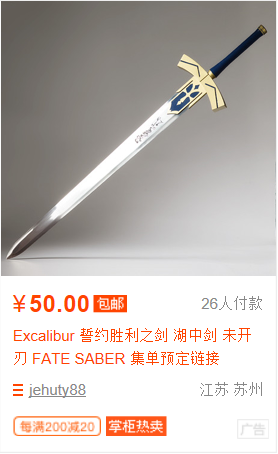 ¥50.00 包邮 26人付款
Excalibur 誓约胜利之剑 湖中剑 未开
刃 FATE SABER 集单预定链接
jehuty88 江苏 苏州
每满200减20 掌柜热卖 广告